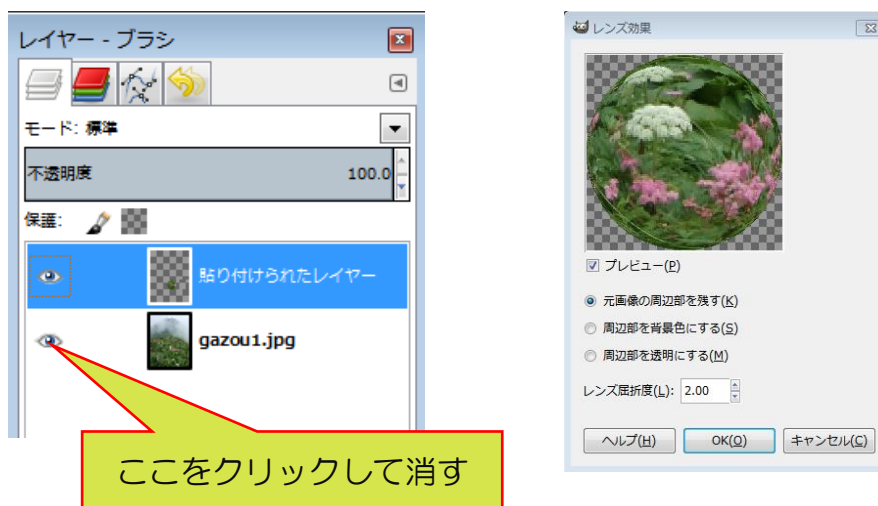 レイヤー - ブラシ
モード: 標準
不透明度 100.0
保護:
貼り付けられたレイヤー
gazou1.jpg
ここをクリックして消す
レンズ効果
プレビュー(P)
元画像の周辺部を残す(K)
周辺部を背景色にする(S)
周辺部を透明にする(M)
レンズ屈折度(L): 2.00
ヘルプ(H) OK(O) キャンセル(C)